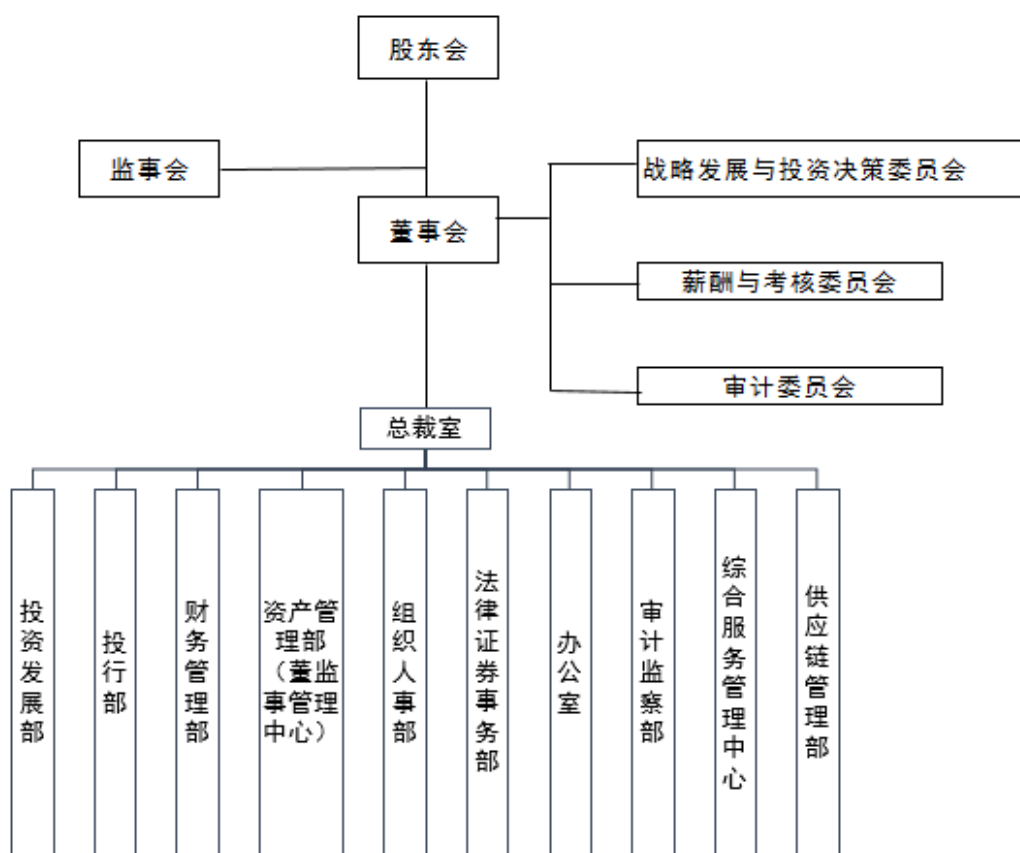 股东会
监事会
战略发展与投资决策委员会
董事会
薪酬与考核委员会
审计委员会
总裁室
投资发展部
投行部
财务管理部
资产管
理部
（董监
事管理
中心）
组织人事部
法律证券事务部
办公室
审计监察部
综合服务管理中心
供应链管理部